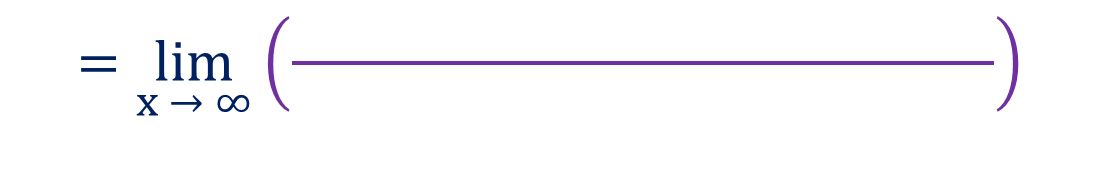 = lim
x → ∞ (———)